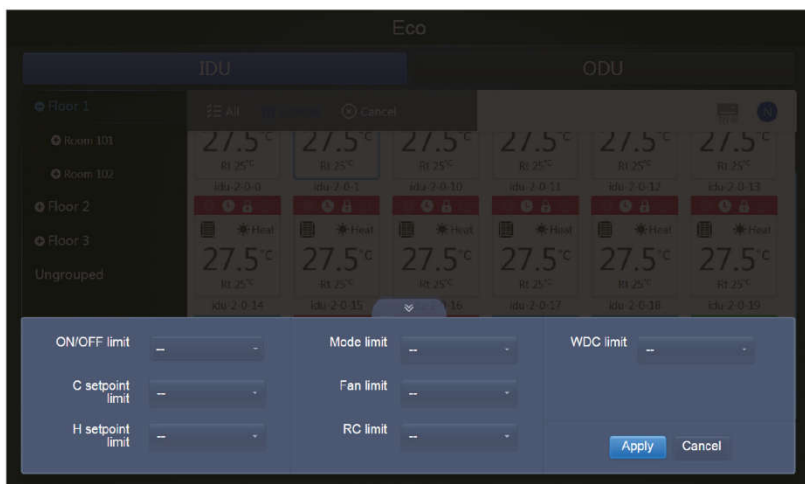 Eco
IDU
ODU
Floor 1
All
Cancel
Room 101
Room 102
Floor 2
Floor 3
Ungrouped
27.5°C 27.5°C 27.5°C 27.5°C 27.5°C 27.5°C
Rt 25°C Rt 25°C Rt 25°C Rt 25°C Rt 25°C Rt 25°C
idu-2-0-0 idu-2-0-1 idu-2-0-10 idu-2-0-11 idu-2-0-12 idu-2-0-13
Heat Heat Heat Heat Heat Heat
27.5°C 27.5°C 27.5°C 27.5°C 27.5°C 27.5°C
Rt 25°C Rt 25°C Rt 25°C Rt 25°C Rt 25°C Rt 25°C
idu-2-0-14 idu-2-0-15 -16 idu-2-0-17 idu-2-0-18 idu-2-0-19
ON/OFF limit --
Mode limit --
WDC limit --
C setpoint
limit --
Fan limit --
H setpoint
limit --
RC limit --
Apply
Cancel